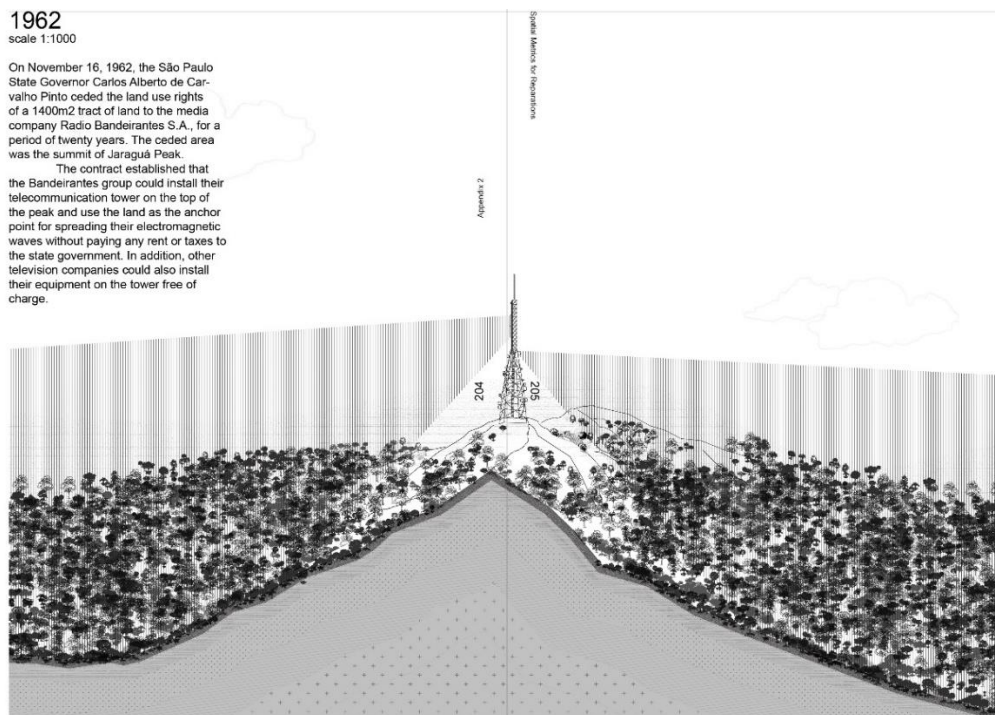 1962
scale 1:1000
On November 16, 1962, the São Paulo
State Governor Carlos Alberto de Car-
valho Pinto ceded the land use rights
of a 1400m2 tract of land to the media
company Radio Bandeirantes S.A., for a
period of twenty years. The ceded area
was the summit of Jaraguá Peak.
The contract established that
the Bandeirantes group could install their
telecommunication tower on the top of
the peak and use the land as the anchor
point for spreading their electromagnetic
waves without paying any rent or taxes to
the state government. In addition, other
television companies could also install
their equipment on the tower free of
charge.
Appendix 2
204
Spatial Metrics for Reparations
205